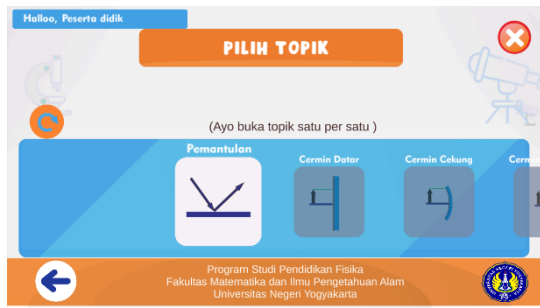 Halloo, Peserta didik
PILIH TOPIK
(Ayo buka topik satu per satu )
Pemantulan
Cermin Datar
Cermin Cekung
Program Studi Pendidikan Fisika
Fakultas Matematika dan Ilmu Pengetahuan Alam
Universitas Negeri Yogyakarta